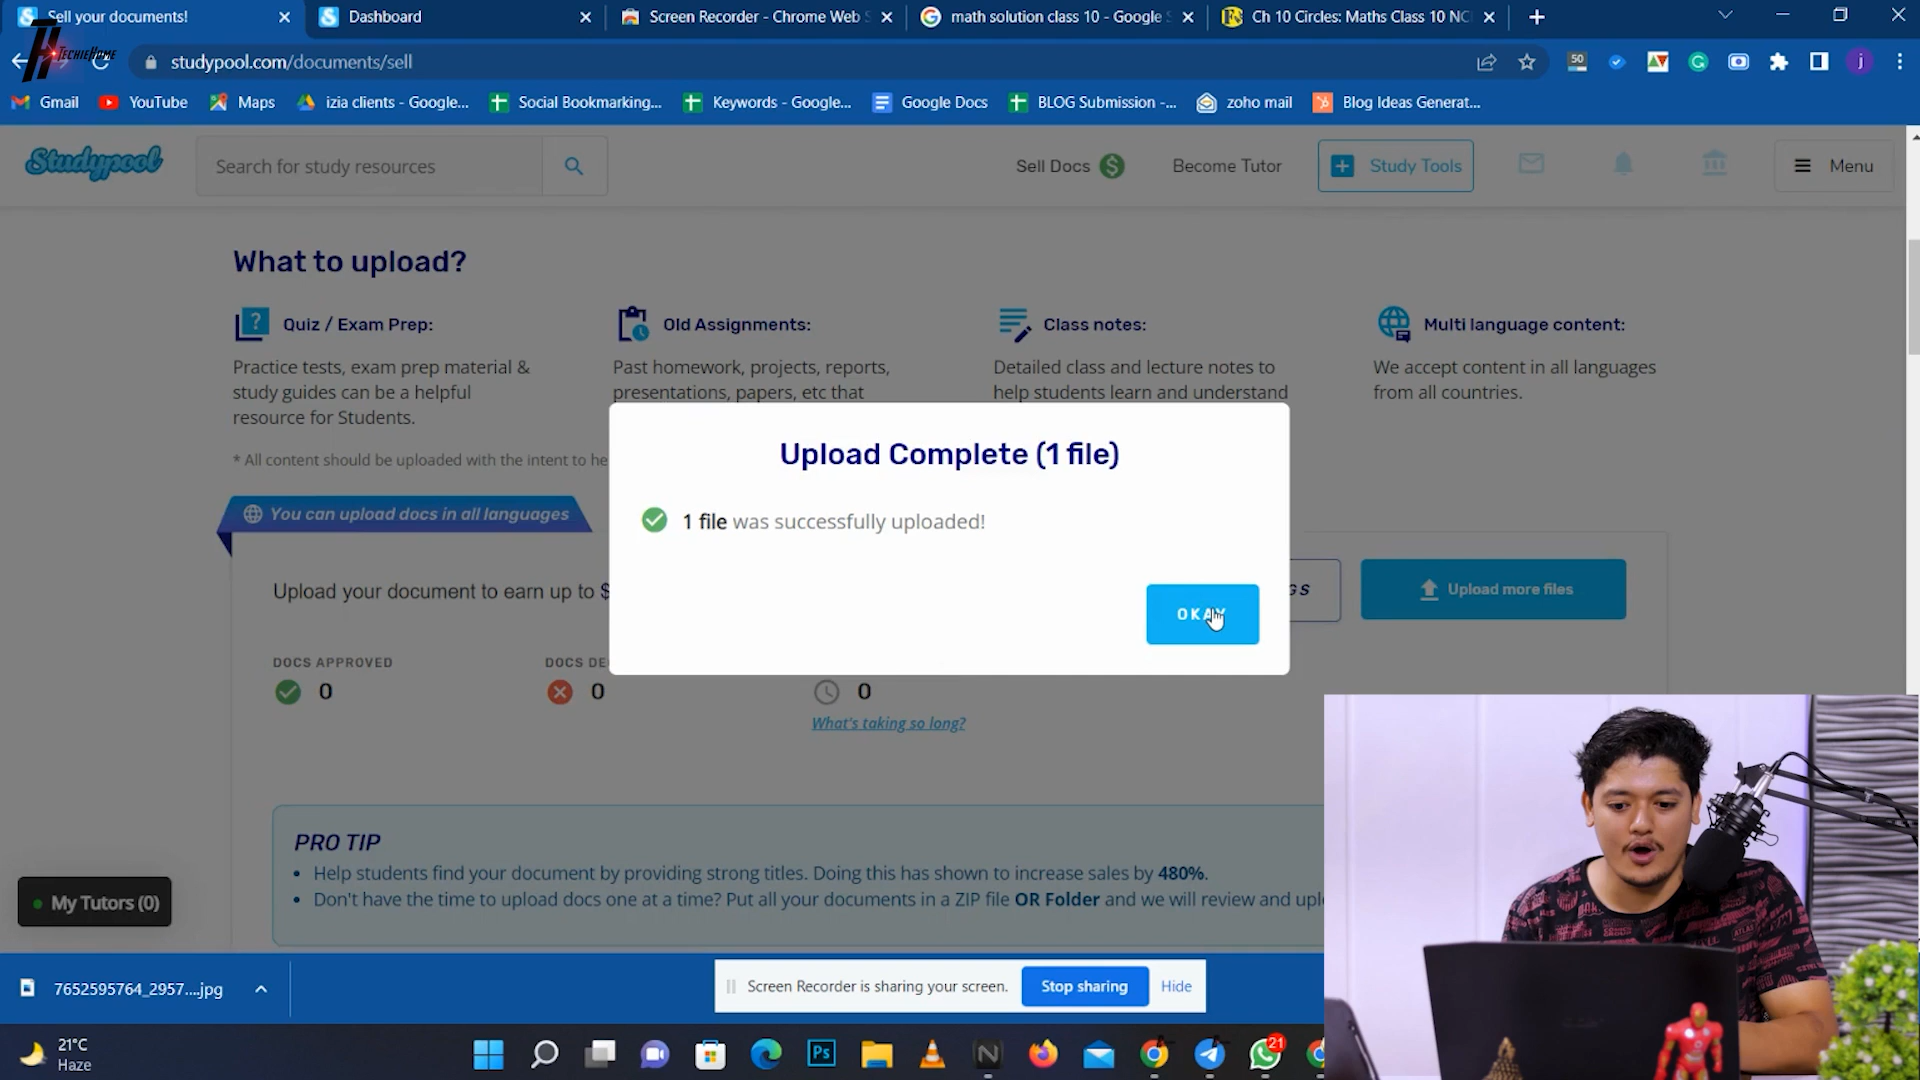 Sell your documents!
Dashboard
Screen Recorder - Chrome Web S
math solution class 10 - Google S
Ch 10 Circles: Maths Class 10 NC
TECHIEHOME
studypool.com/documents/sell
50
j
Gmail
YouTube
Maps
izia clients - Google...
Social Bookmarking...
Keywords - Google...
Google Docs
BLOG Submission -...
zoho mail
Blog Ideas Generat...
Studypool
Search for study resources
Sell Docs
Become Tutor
Study Tools
Menu
What to upload?
Quiz / Exam Prep:
Practice tests, exam prep material &
study guides can be a helpful
resource for Students.
Old Assignments:
Past homework, projects, reports,
presentations, papers, etc that
Class notes:
Detailed class and lecture notes to
help students learn and understand
Multi language content:
We accept content in all languages
from all countries.
* All content should be uploaded with the intent to he
You can upload docs in all languages
Upload Complete (1 file)
1 file was successfully uploaded!
OKAY
Upload your document to earn up to $
GS
Upload more files
DOCS APPROVED
0
DOCS DE
0
0
What's taking so long?
PRO TIP
• Help students find your document by providing strong titles. Doing this has shown to increase sales by 480%.
• Don't have the time to upload docs one at a time? Put all your documents in a ZIP file OR Folder and we will review and uplo
My Tutors (0)
7652595764_2957....jpg
Screen Recorder is sharing your screen.
Stop sharing
Hide
21°C
Haze
Ps
N
21